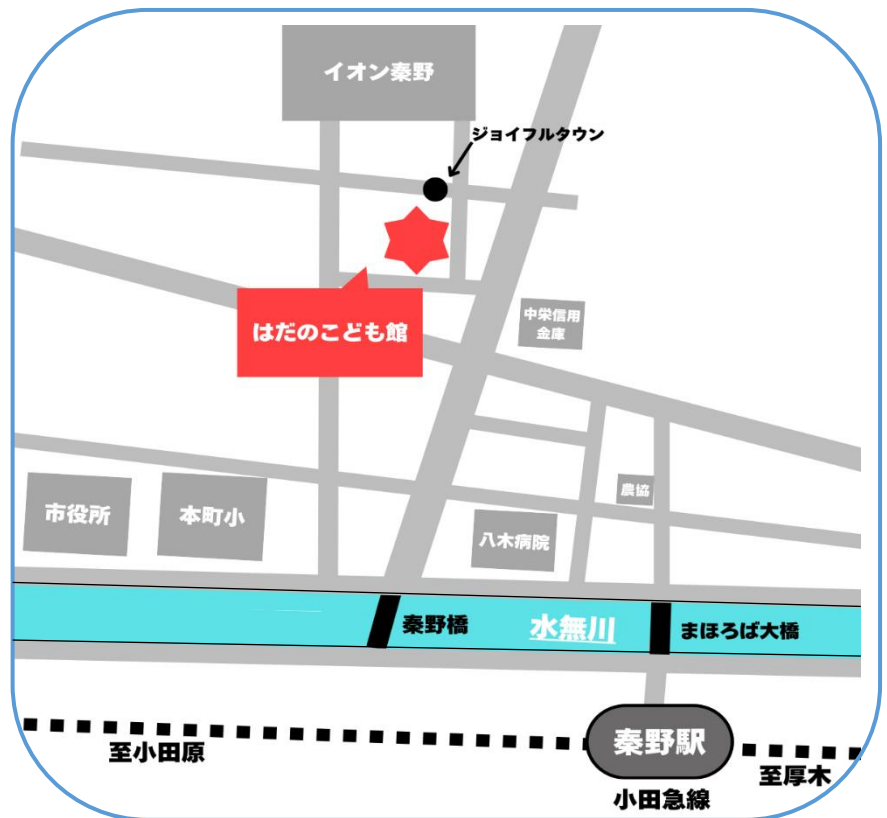 イオン秦野
ジョイフルタウン
中栄信用
金庫
はだのこども館
農協
市役所
本町小
八木病院
秦野橋
水無川
まほろば大橋
秦野駅
至小田原
至厚木
小田急線